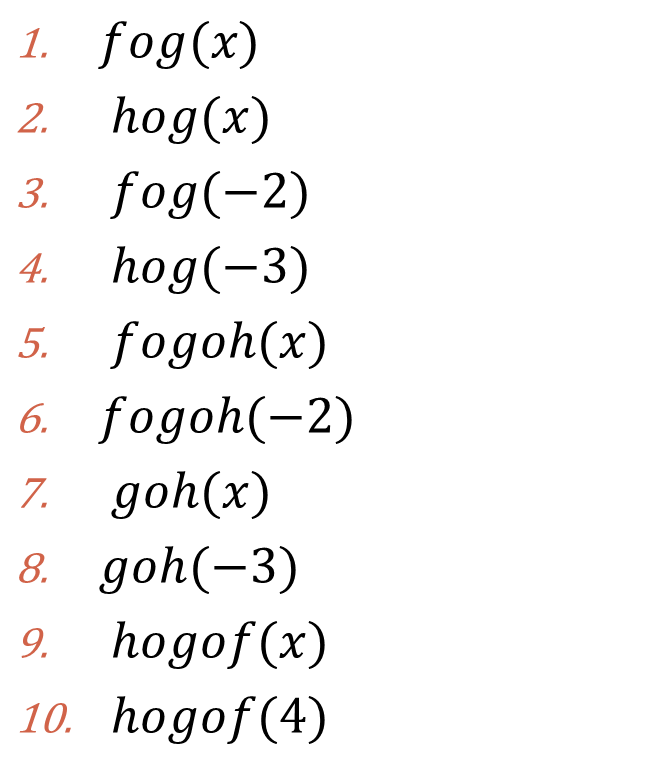 1. fog(x)
2. hog(x)
3. fog(−2)
4. hog(−3)
5. fogoh(x)
6. fogoh(−2)
7. goh(x)
8. goh(−3)
9. hogof(x)
10. hogof(4)